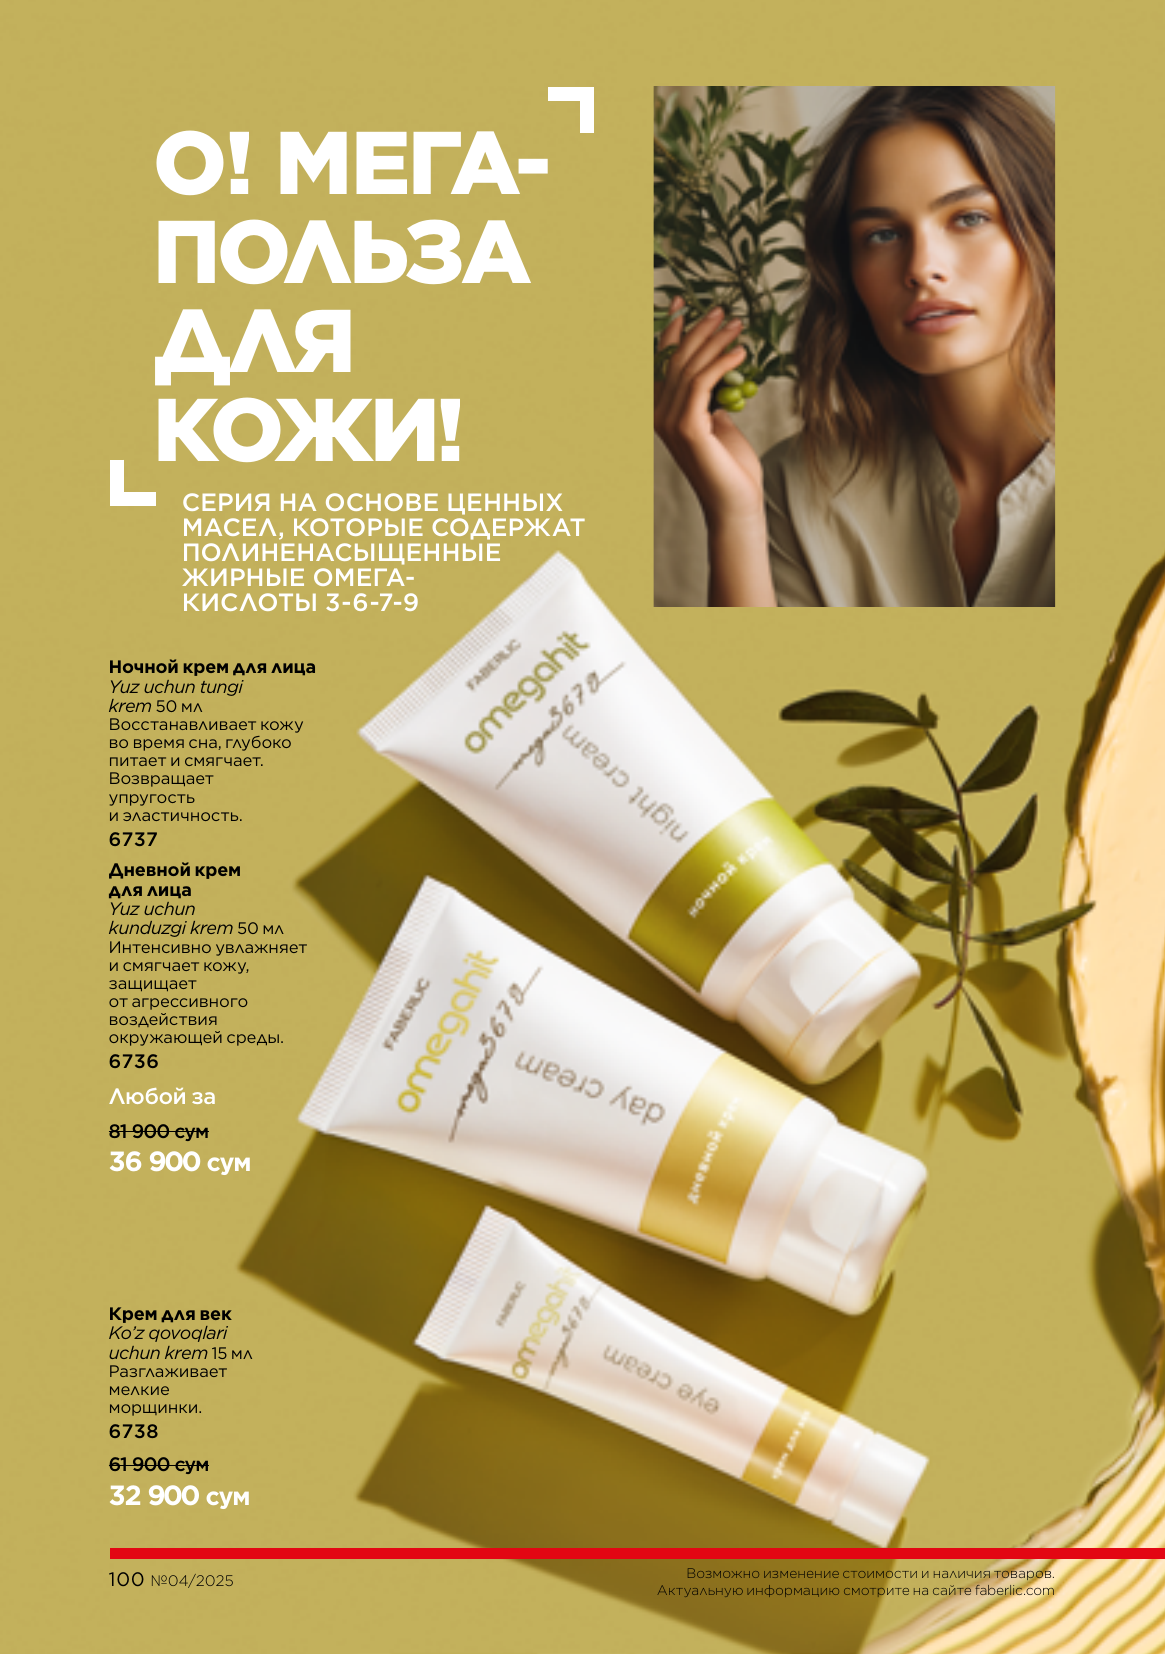 О! МЕГА-
ПОЛЬЗА
ДЛЯ
КОЖИ!
СЕРИЯ НА ОСНОВЕ ЦЕННЫХ
МАСЕЛ, КОТОРЫЕ СОДЕРЖАТ
ПОЛИНЕНАСЫЩЕННЫЕ
ЖИРНЫЕ ОМЕГА-
КИСЛОТЫ 3-6-7-9
Ночной крем для лица
Yuz uchun tungi
krem 50 мл
Восстанавливает кожу
во время сна, глубоко
питает и смягчает.
Возвращает
упругость
и эластичность.
6737
Дневной крем
для лица
Yuz uchun
kunduzgi krem 50 мл
Интенсивно увлажняет
и смягчает кожу,
защищает
от агрессивного
воздействия
окружающей среды.
6736
Любой за
81 900 сум
36 900 сум
Крем для век
Ko'z qovoqlari
uchun krem 15 мл
Разглаживает
мелкие
морщинки.
6738
61 900 сум
32 900 сум
FABERLIC
omegahit
omega3679
night cream
ночной крем
FABERLIC
omegahit
omega3679
day cream
дневной крем
FABERLIC
omegahit
omega3679
eye cream
крем для век
100 №04/2025
Возможно изменение стоимости и наличия товаров.
Актуальную информацию смотрите на сайте faberlic.com